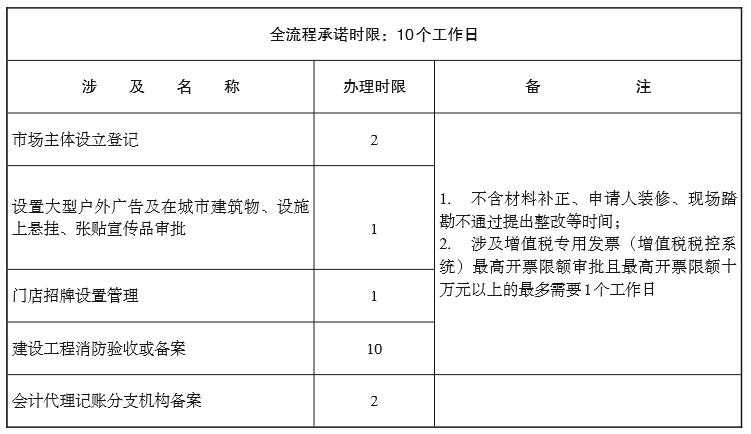 全流程承诺时限：10个工作日
涉 及 名 称 办理时限 备 注
市场主体设立登记 2
设置大型户外广告及在城市建筑物、设施
上悬挂、张贴宣传品审批 1
门店招牌设置管理 1
建设工程消防验收或备案 10
1. 不含材料补正、申请人装修、现场踏
勘不通过提出整改等时间；
2. 涉及增值税专用发票（增值税税控系
统）最高开票限额审批且最高开票限额十
万元以上的最多需要1个工作日
会计代理记账分支机构备案 2